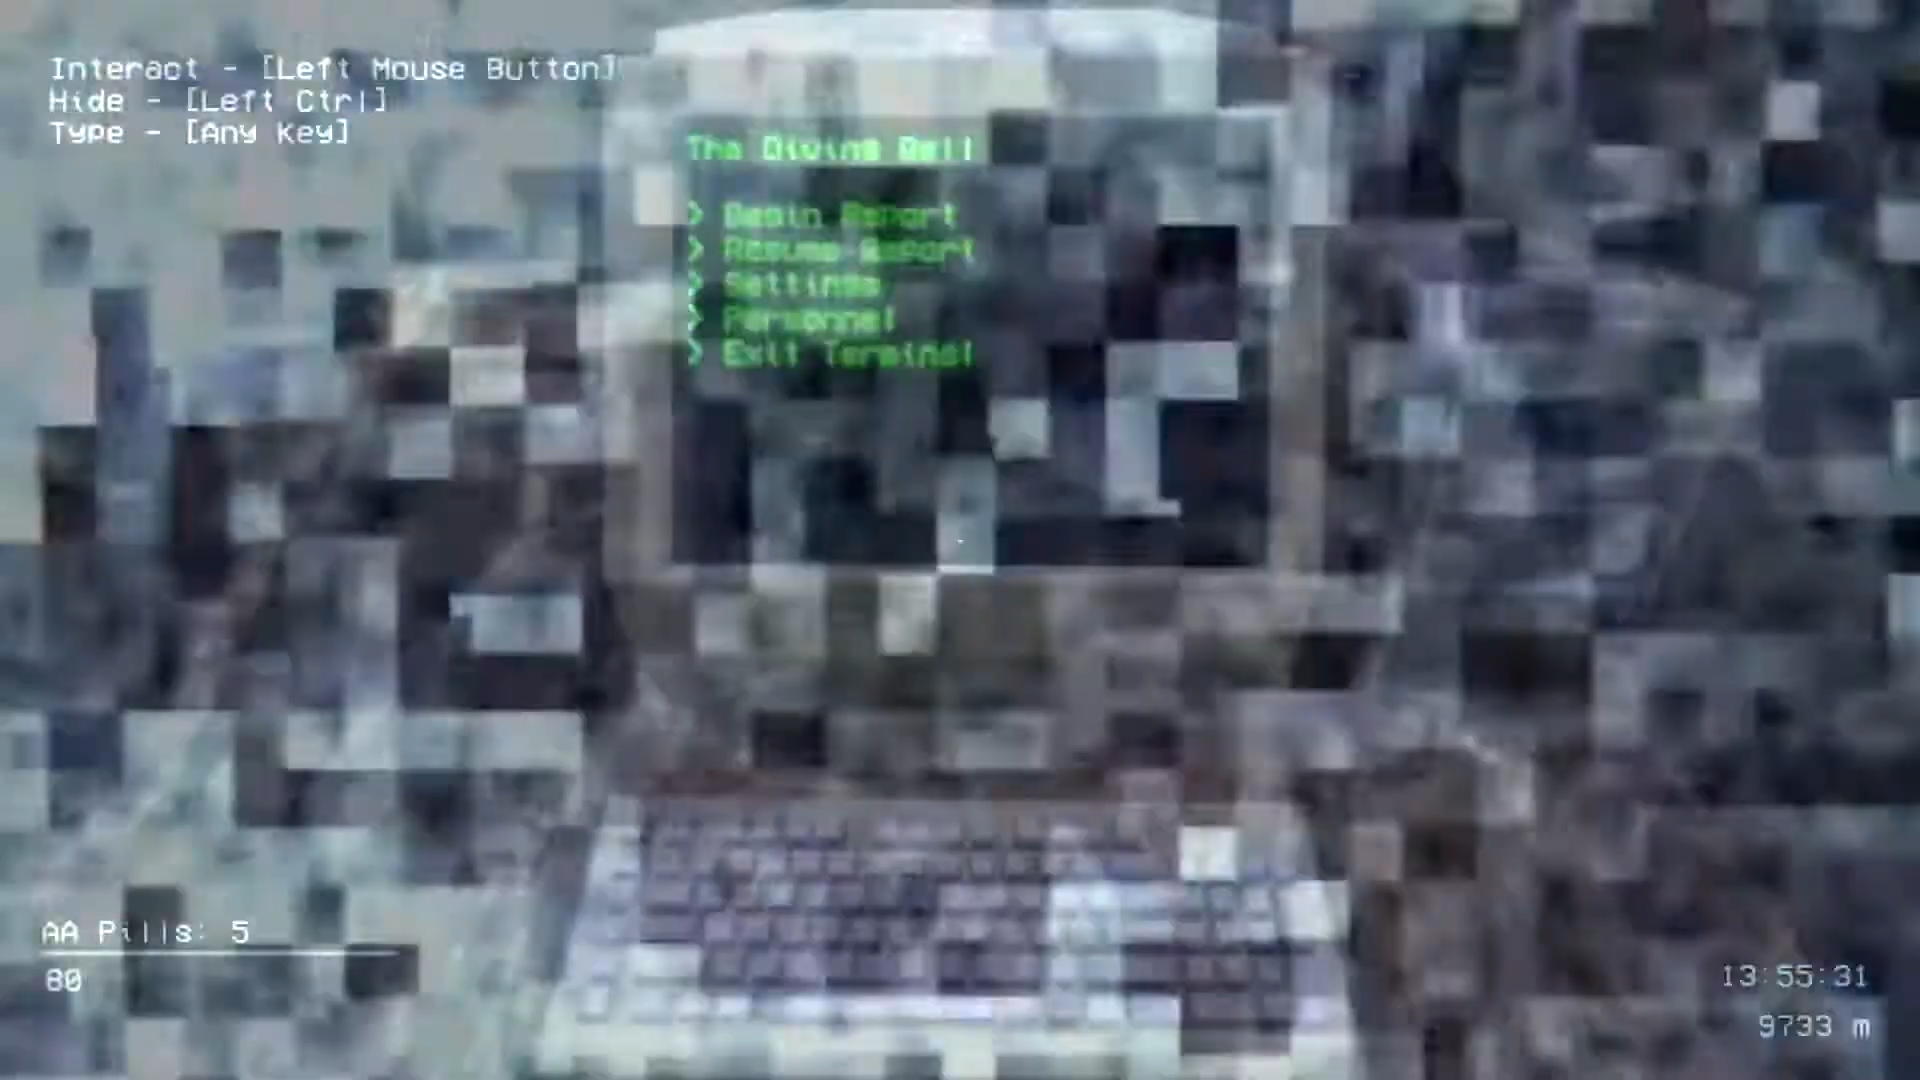 Interact - [Left Mouse Button]
Hide - [Left Ctrl]
Type - [Any Key]
The Diving Bell
> Begin Report
> Resume Report
> Settings
> Personnel
> Exit Terminal
AA Pills: 5
80
13:55:31
9733 m